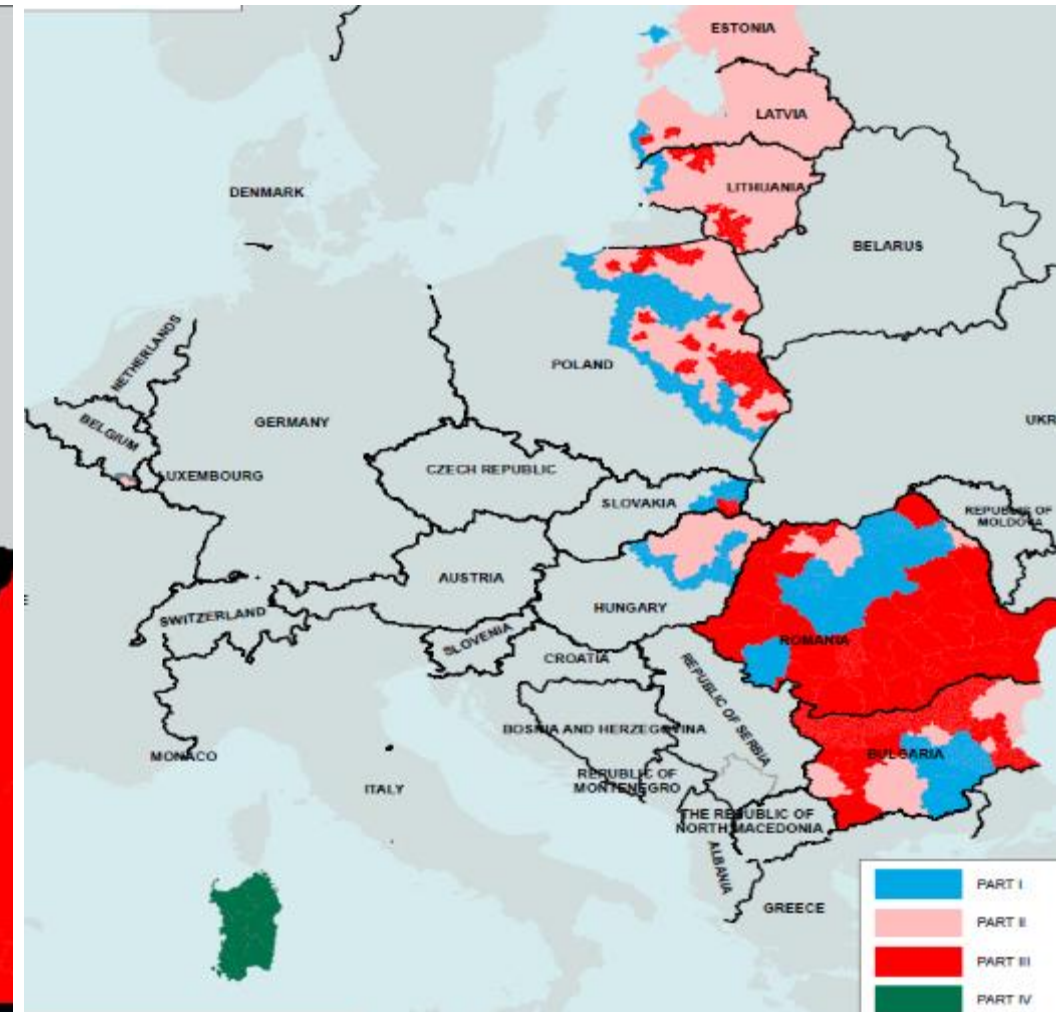 ESTONIA
LATVIA
LITHUANIA
DENMARK
BELARUS
NETHERLANDS
POLAND
BELGIUM
GERMANY
UKR
LUXEMBOURG
CZECH REPUBLIC
SLOVAKIA
REPUBLIC OF
MOLDOVA
AUSTRIA
HUNGARY
SWITZERLAND
SLOVENIA
ROMANIA
CROATIA
REPUBLIC OF SERBIA
BOSNIA AND HERZEGOVINA
MONACO
BULGARIA
ITALY
REPUBLIC OF
MONTENEGRO
THE REPUBLIC OF
NORTH MACEDONIA
ALBANIA
GREECE
PART I
PART II
PART III
PART IV